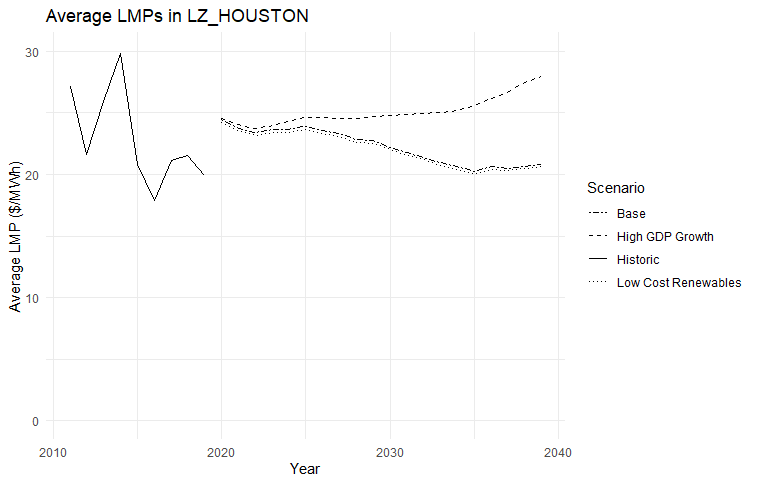 Average LMPs in LZ_HOUSTON
Average LMP ($/MWh)
30
20
10
0
2010
2020
2030
2040
Year
Scenario
Base
High GDP Growth
Historic
Low Cost Renewables